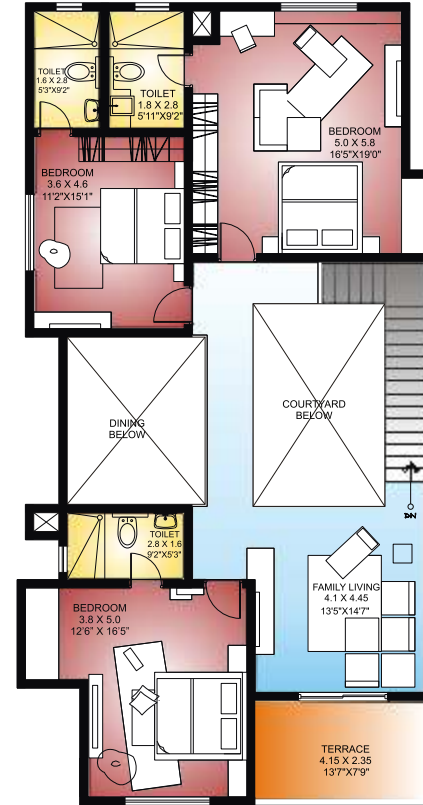 TOILET
1.6 X 2.8
5'3"X9'2"
TOILET
1.8 X 2.8
5'11"X9'2"
BEDROOM
5.0 X 5.8
16'5"X19'0"
BEDROOM
3.6 X 4.6
11'2"X15'1"
DINING
BELOW
COURTYARD
BELOW
DN
TOILET
2.8 X 1.6
9'2"X5'3"
FAMILY LIVING
4.1 X 4.45
13'5"X14'7"
BEDROOM
3.8 X 5.0
12'6" X 16'5"
TERRACE
4.15 X 2.35
13'7"X7'9"